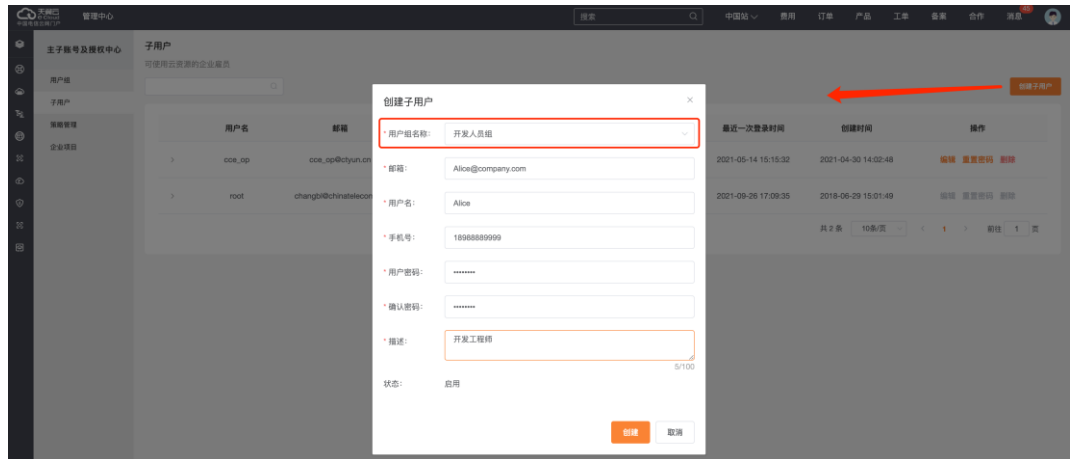 天翼云
管理中心
搜索
中国站
费用
订单
产品
工单
备案
合作
消息
主子账号及授权中心
用户组
子用户
策略管理
企业项目
子用户
可使用云资源的企业雇员
创建子用户
用户名
邮箱
最近一次登录时间
创建时间
操作
cce_op
cce_op@ctyun.cn
2021-05-14 15:15:32
2021-04-30 14:02:48
编辑 重置密码 删除
root
changbl@chinatelecon
2021-09-26 17:09:35
2018-06-29 15:01:49
编辑 重置密码 删除
共 2 条
10条/页
1
前往 1 页
创建子用户
* 用户组名称: 开发人员组
* 邮箱: Alice@company.com
* 用户名: Alice
* 手机号: 18988889999
* 用户密码: ••••••••
* 确认密码: ••••••••
* 描述: 开发工程师
5/100
状态: 启用
创建
取消